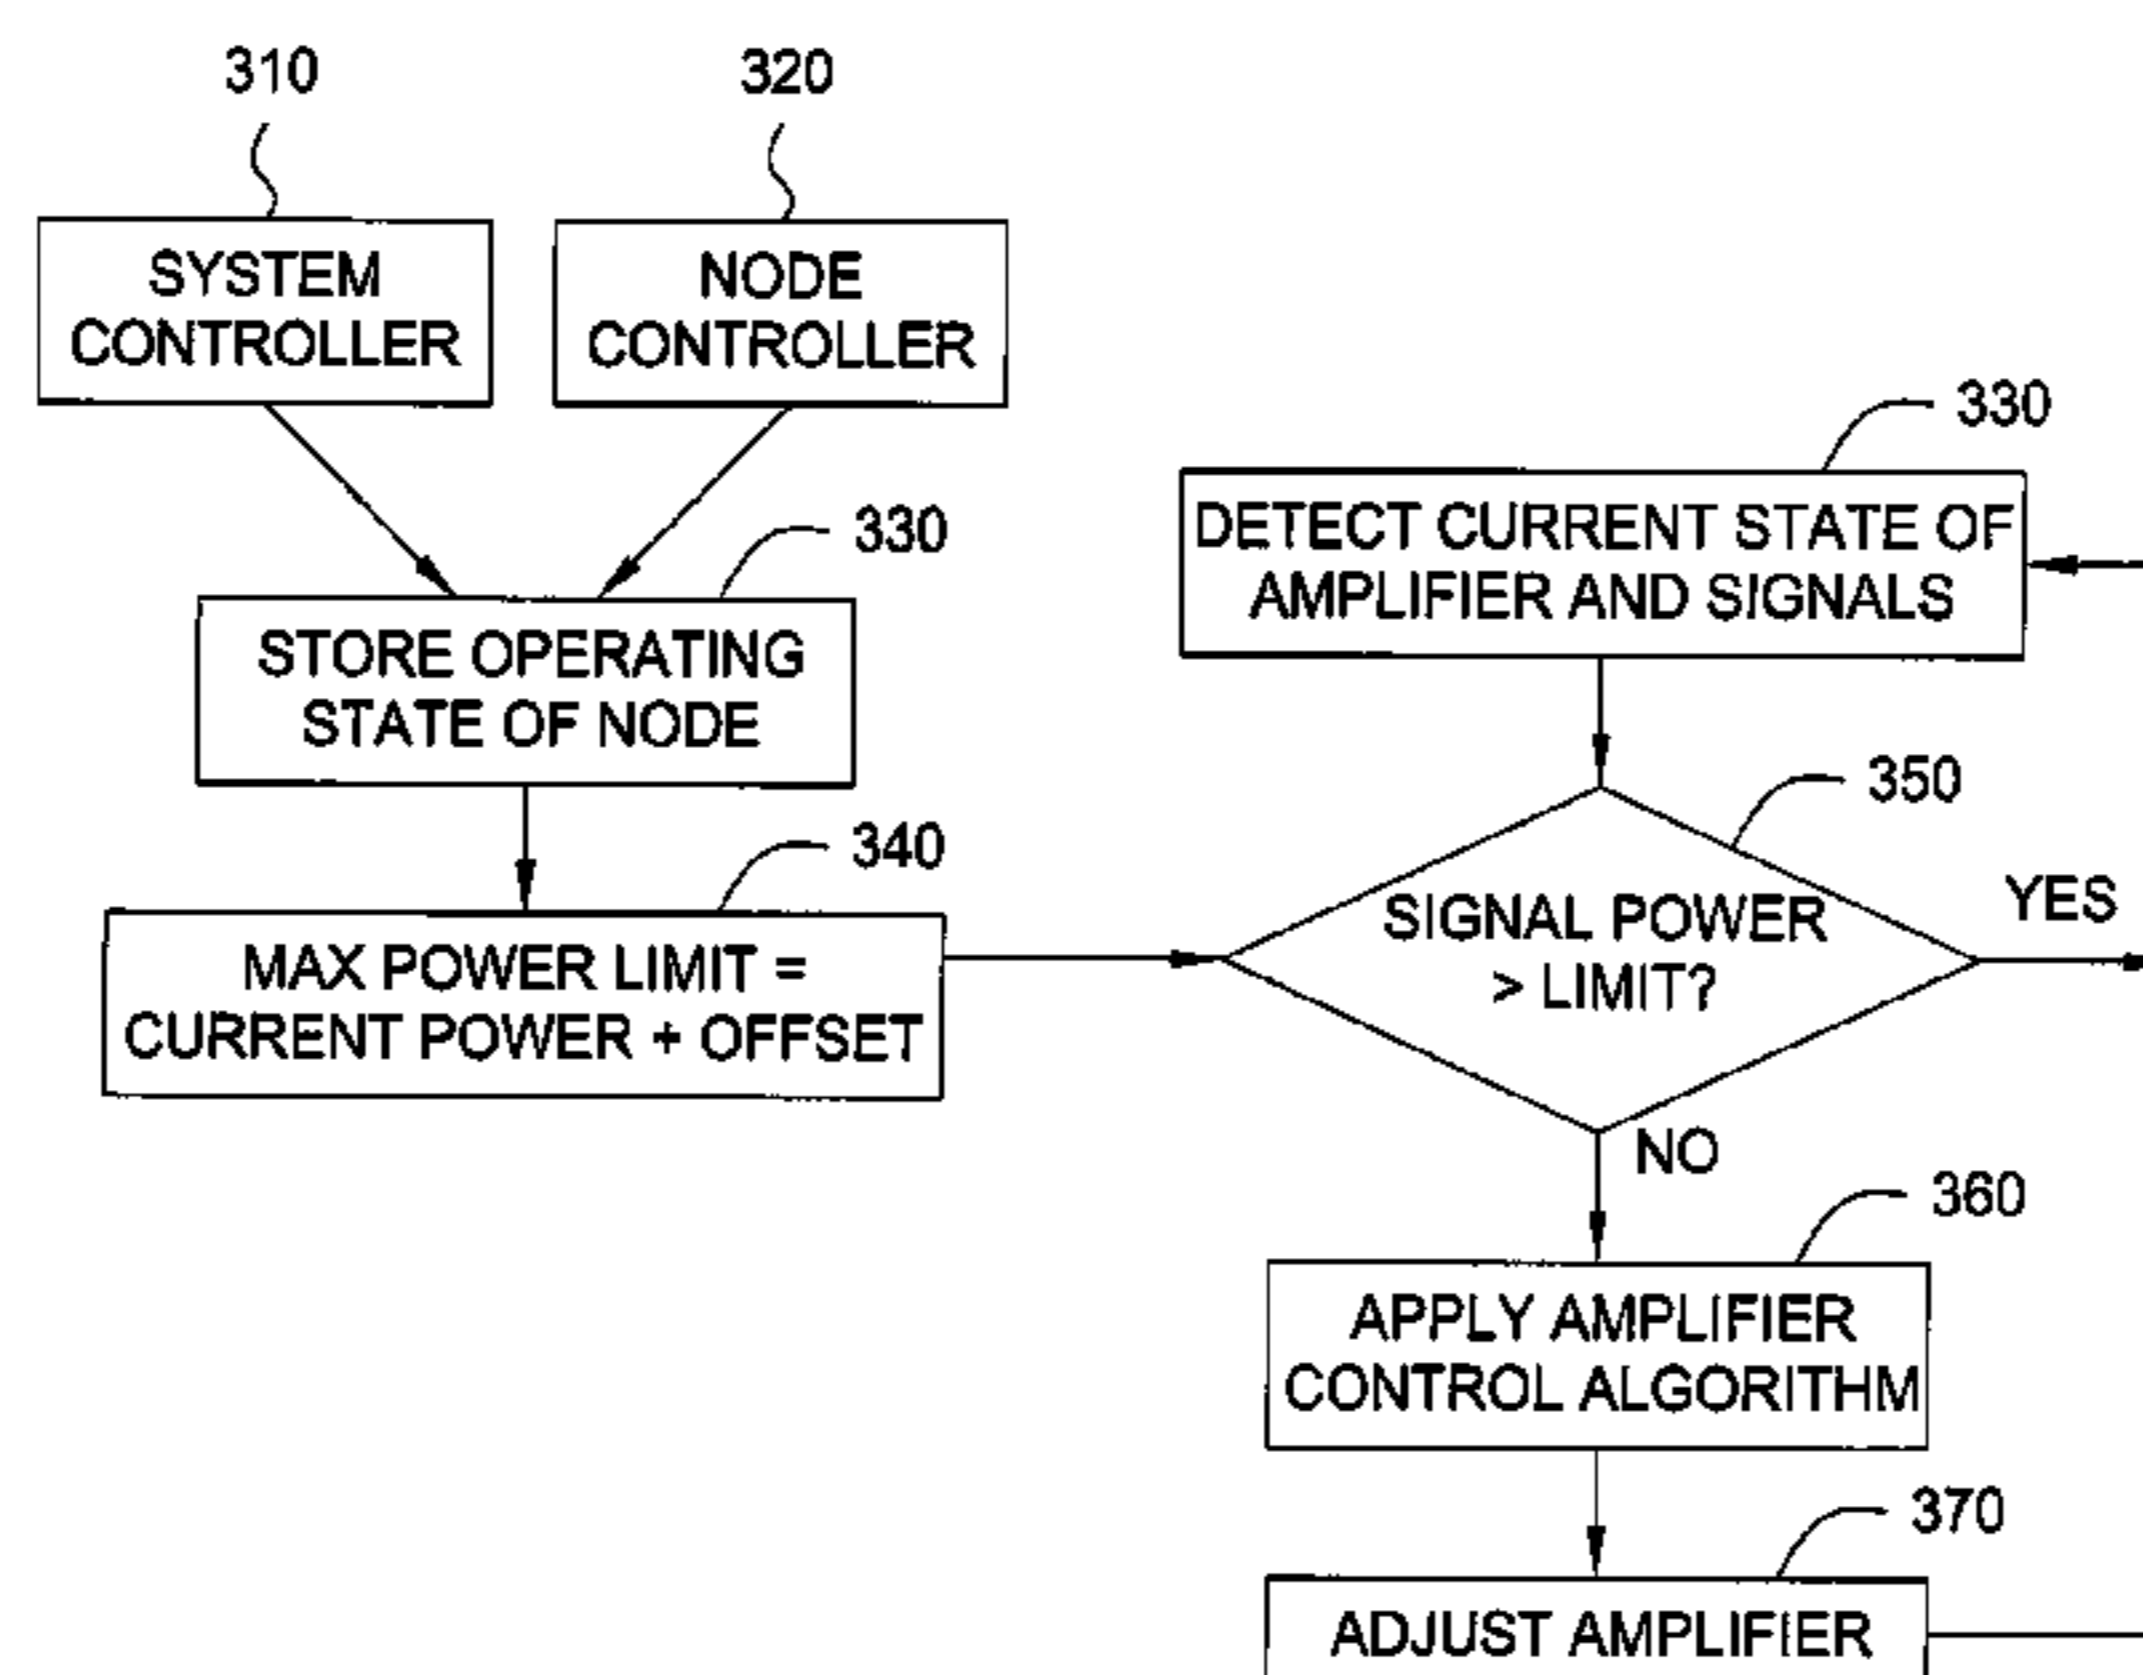 310
320
SYSTEM
CONTROLLER
NODE
CONTROLLER
330
STORE OPERATING
STATE OF NODE
340
MAX POWER LIMIT =
CURRENT POWER + OFFSET
330
DETECT CURRENT STATE OF
AMPLIFIER AND SIGNALS
350
SIGNAL POWER
> LIMIT?
YES
NO
360
APPLY AMPLIFIER
CONTROL ALGORITHM
370
ADJUST AMPLIFIER